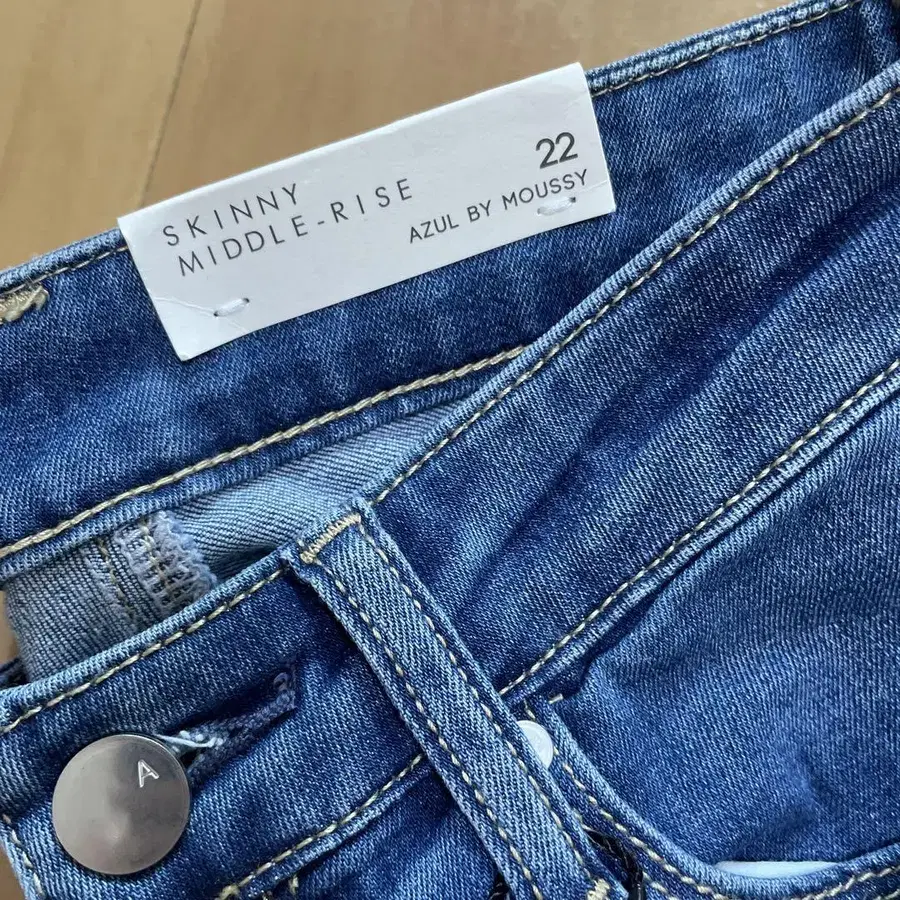 SKINNY
MIDDLE-RISE
22
AZUL BY MOUSSY
A